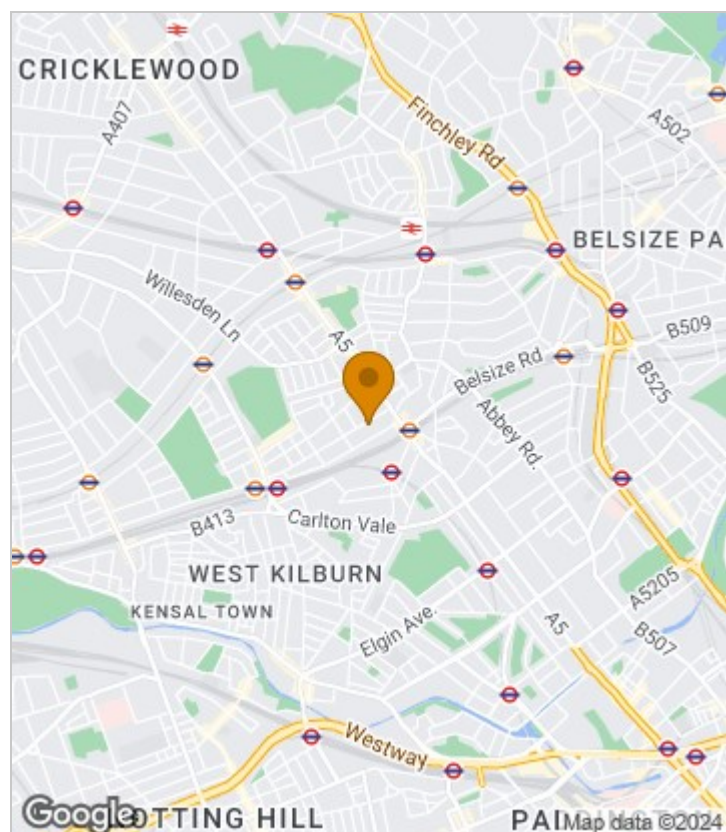 CRICKLEWOOD
A407
Finchley Rd
A502
BELSIZE PA
Willesden Ln
A5
B509
Belsize Rd
B525
Abbey Rd.
B413
Carlton Vale
WEST KILBURN
KENSAL TOWN
A5205
Elgin Ave.
A5
B507
Westway
Google
OTTING HILL
PAD
Map data ©2024